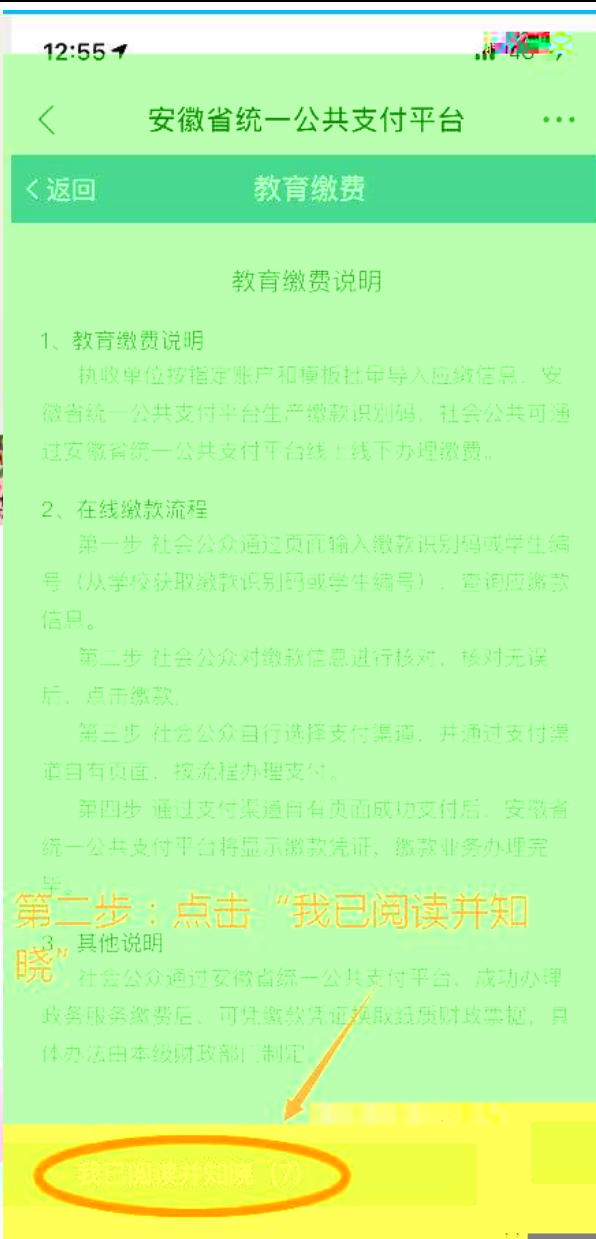 12:55
4G
安徽省统一公共支付平台
返回
教育缴费
教育缴费说明
1、教育缴费说明
执收单位按指定账户和模板批量导入应缴信息，安
徽省统一公共支付平台生产缴款识别码，社会公共可通
过安徽省统一公共支付平台线上线下办理缴费。
2、在线缴款流程
第一步 社会公众通过页面输入缴款识别码或学生编
号（从学校获取缴款识别码或学生编号），查询应缴款
信息。
第二步 社会公众对缴款信息进行核对，核对无误
后，点击缴款。
第三步 社会公众自行选择支付渠道，并通过支付渠
道自有页面，按流程办理支付。
第四步 通过支付渠道自有页面成功支付后，安徽省
统一公共支付平台将显示缴款凭证，缴款业务办理完
毕。
第二步：点击“我已阅读并知
晓”
3、其他说明
社会公众通过安徽省统一公共支付平台，成功办理
政务服务缴费后，可凭缴款凭证换取纸质财政票据，具
体办法由本级财政部门制定。
我已阅读并知晓（7）